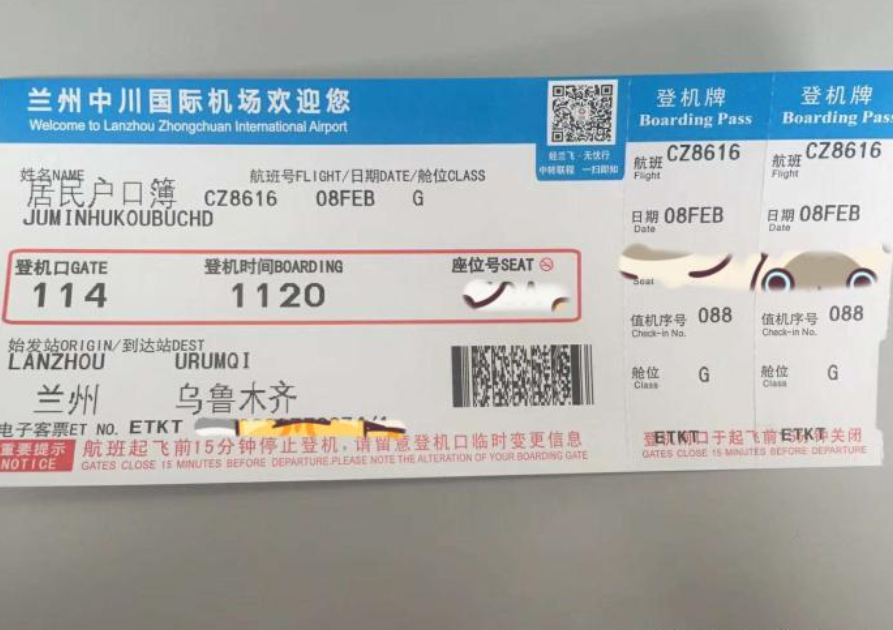 兰州中川国际机场欢迎您
Welcome to Lanzhou Zhongchuan International Airport
中转联程 一扫即知
姓名NAME 航班号FLIGHT/日期DATE/舱位CLASS
居民户口簿 CZ8616 08FEB G
JUMINHUKOUBUCHD
登机口GATE 登机时间BOARDING 座位号SEAT
114 1120
始发站ORIGIN/到达站DEST
LANZHOU URUMQI
兰州 乌鲁木齐
电子客票ET NO. ETKT
重要提示 航班起飞前15分钟停止登机，请留意登机口临时变更信息
NOTICE GATES CLOSE 15 MINUTES BEFORE DEPARTURE.PLEASE NOTE THE ALTERATION OF YOUR BOARDING GATE
登机牌
Boarding Pass
航班 CZ8616
Flight
日期 08FEB
Date
Seat
值机序号 088
Check-in No.
舱位 G
Class
ETKT
登机牌
Boarding Pass
航班 CZ8616
Flight
日期 08FEB
Date
值机序号 088
Check-in No.
舱位 G
Class
ETKT
GATES CLOSE 15 MINUTES BEFORE DEPARTURE